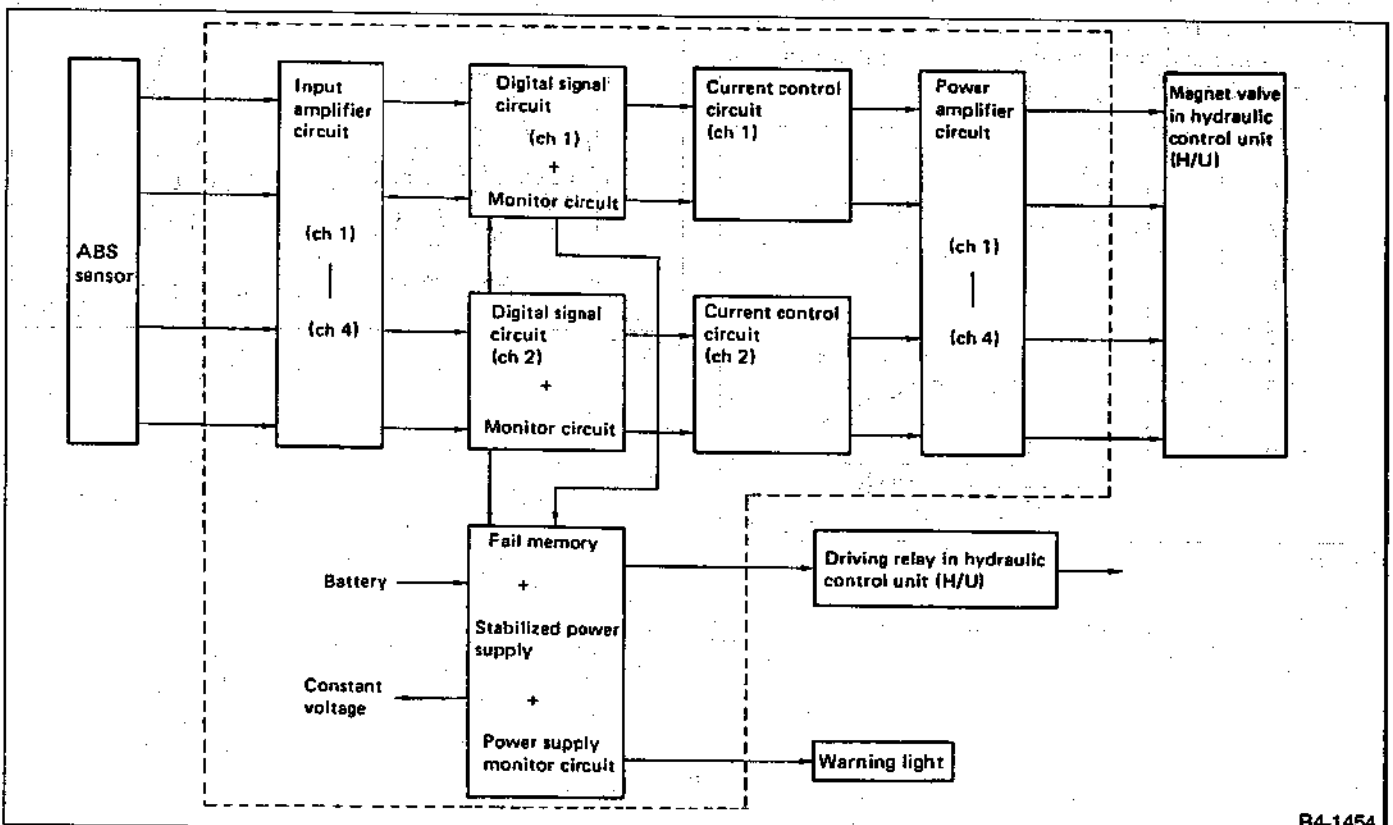 ABS
sensor
Input
amplifier
circuit
(ch 1)
(ch 4)
Digital signal
circuit
(ch 1)
+
Monitor circuit
Current control
circuit
(ch 1)
Power
amplifier
circuit
(ch 1)
(ch 4)
Magnet valve
in hydraulic
control unit
(H/U)
Digital signal
circuit
(ch 2)
+
Monitor circuit
Current control
circuit
(ch 2)
Battery
Constant
voltage
Fail memory
+
Stabilized power
supply
+
Power supply
monitor circuit
Driving relay in hydraulic
control unit (H/U)
Warning light
B4-1454